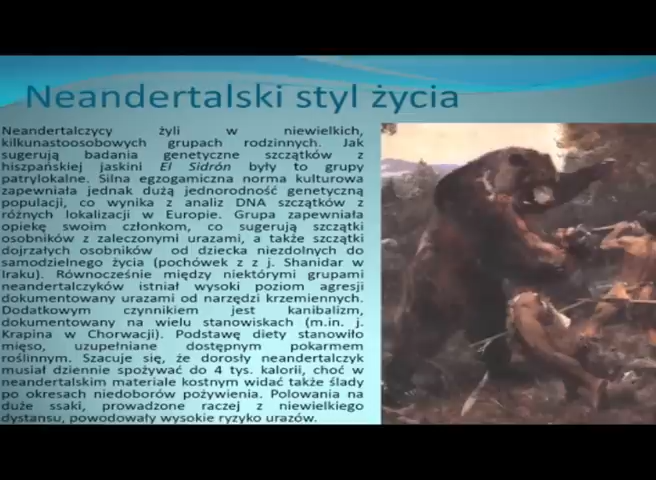 Neandertalski styl życia
Neandertalczycy żyli w niewielkich,
kilkunastoosobowych grupach rodzinnych. Jak
sugerują badania genetyczne szczątków z
hiszpańskiej jaskini El Sidrón były to grupy
patrylokalne. Silna egzogamiczna norma kulturowa
zapewniała jednak dużą jednorodność genetyczną
populacji, co wynika z analiz DNA szczątków z
różnych lokalizacji w Europie. Grupa zapewniała
opiekę swoim członkom, co sugerują szczątki
osobników z zaleczonymi urazami, a także szczątki
dojrzałych osobników od dziecka niezdolnych do
samodzielnego życia (pochówek z z j. Shanidar w
Iraku). Równocześnie między niektórymi grupami
neandertalczyków istniał wysoki poziom agresji
dokumentowany urazami od narzędzi krzemiennych.
Dodatkowym czynnikiem jest kanibalizm,
dokumentowany na wielu stanowiskach (m.in. j.
Krapina w Chorwacji). Podstawę diety stanowiło
mięso, uzupełniane dostępnym pokarmem
roślinnym. Szacuje się, że dorosły neandertalczyk
musiał dziennie spożywać do 4 tys. kalorii, choć w
neandertalskim materiale kostnym widać także ślady
po okresach niedoborów pożywienia. Polowania na
duże ssaki, prowadzone raczej z niewielkiego
dystansu, powodowały wysokie ryzyko urazów.